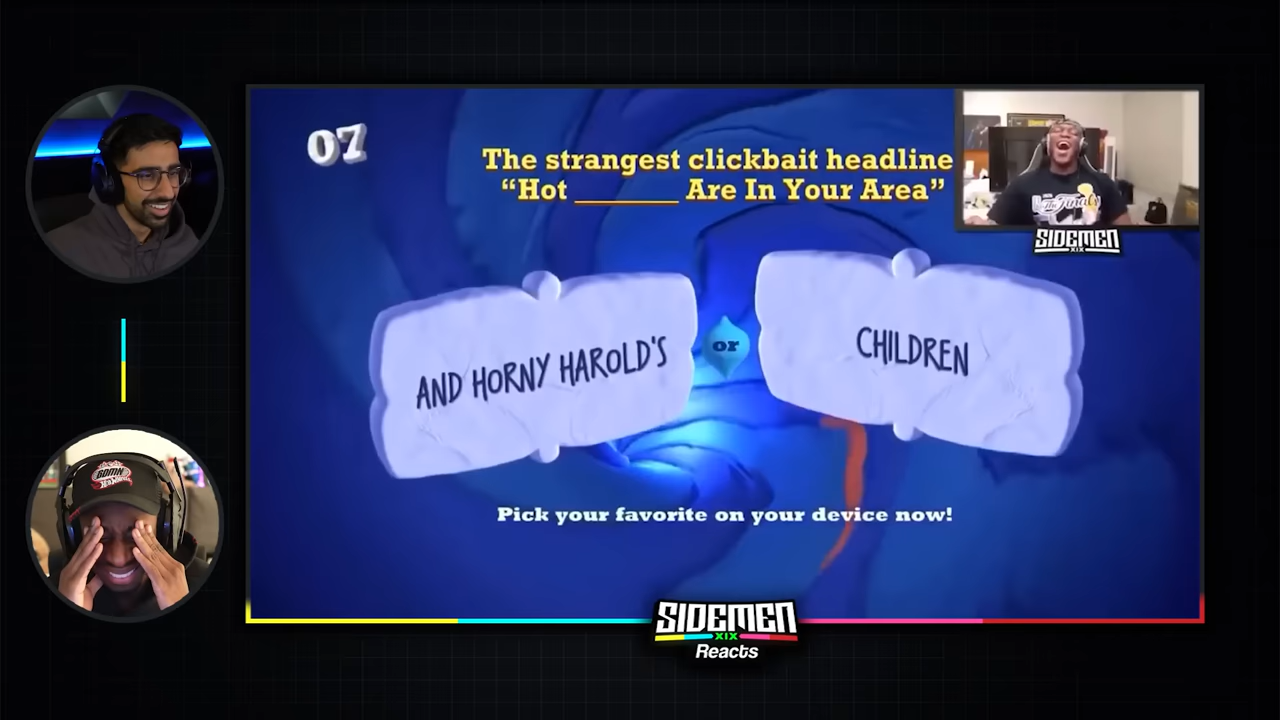 07
The strangest clickbait headline
“Hot ______ Are In Your Area”
SIDEMEN
XIX
AND HORNY HAROLD'S
or
CHILDREN
Pick your favorite on your device now!
SIDEMEN
XIX
Reacts